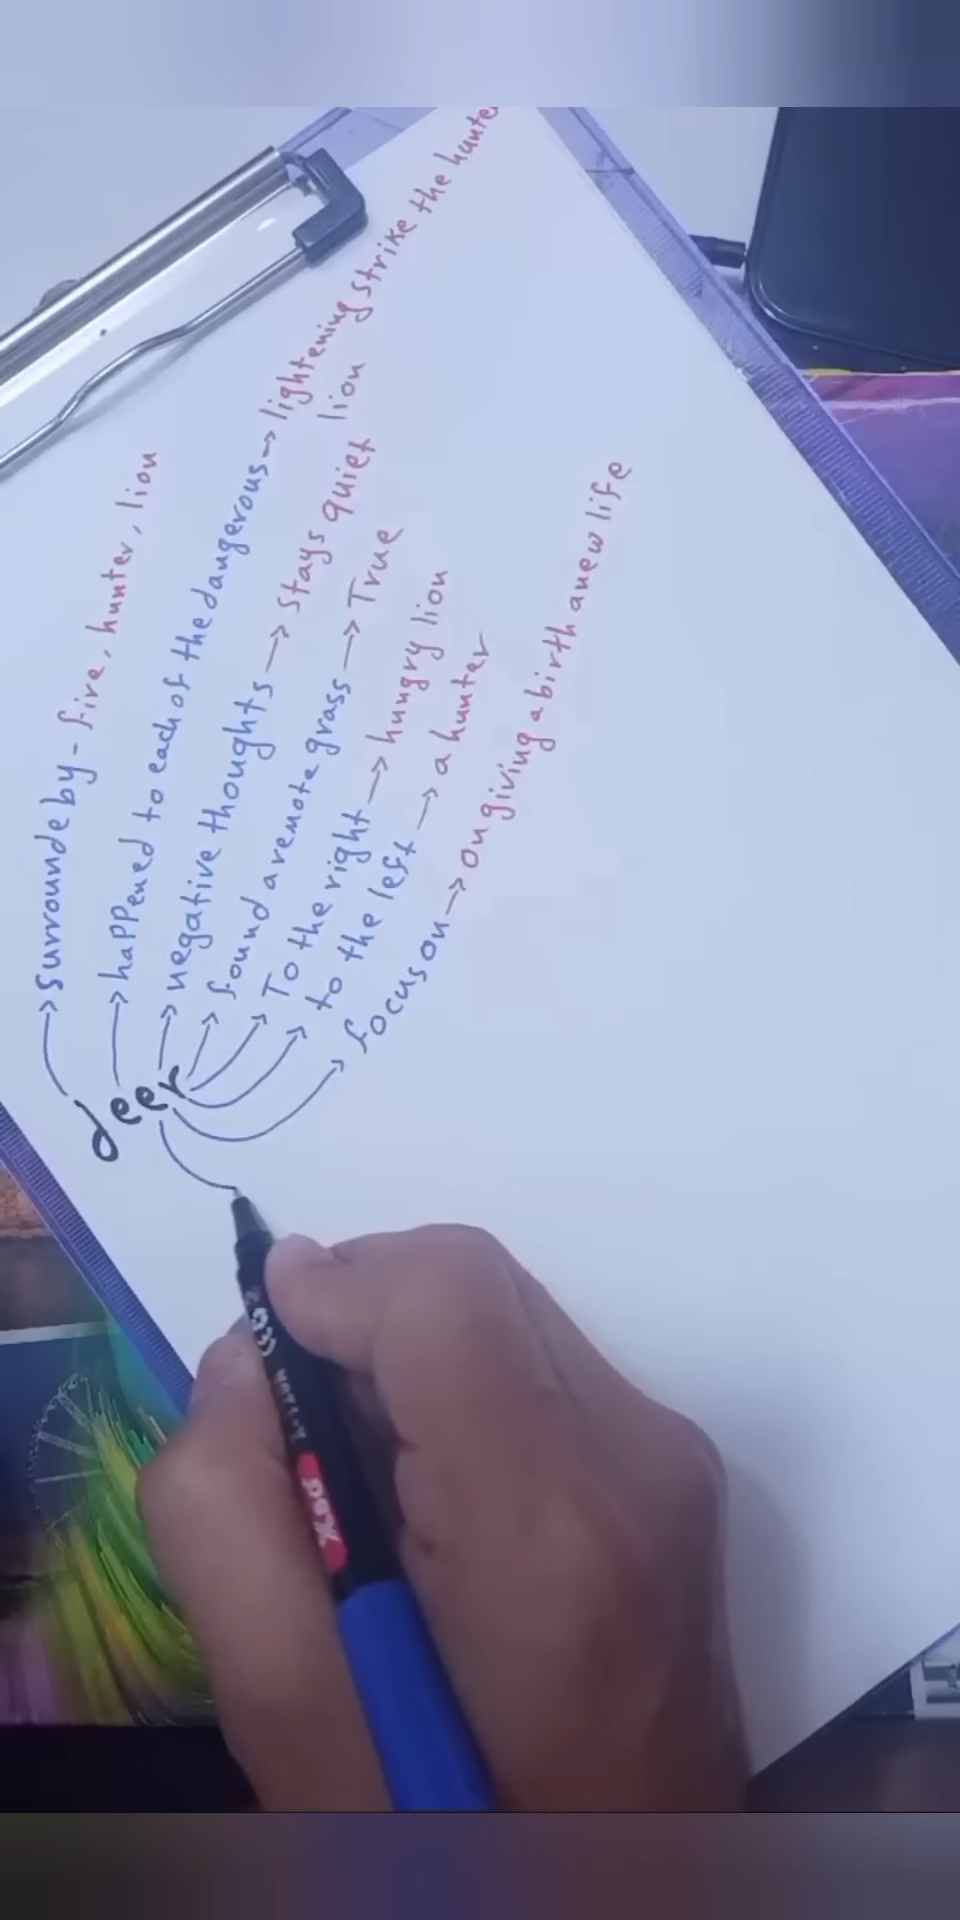 deer
surrounde by - fire, hunter, lion
happened to each of the dangerous → lightening strike the hunte
negative thoughts → stays quiet lion
found a remote grass → True
To the right → hungry lion
to the left → a hunter
focus on → on giving a birth a new life